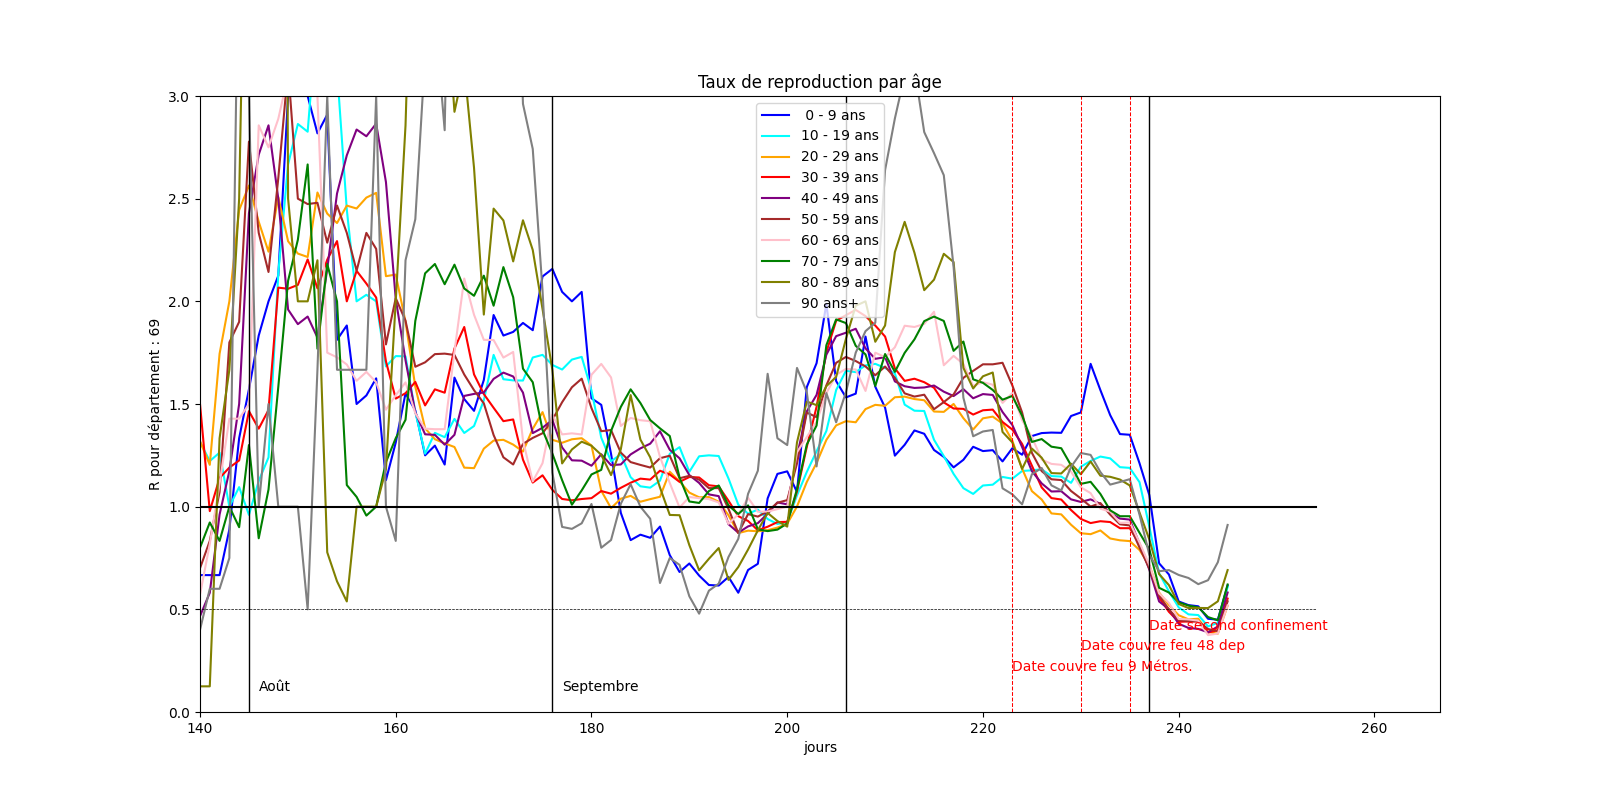 Taux de reproduction par âge
R pour département : 69
3.0
2.5
2.0
1.5
1.0
0.5
0.0
0 - 9 ans
10 - 19 ans
20 - 29 ans
30 - 39 ans
40 - 49 ans
50 - 59 ans
60 - 69 ans
70 - 79 ans
80 - 89 ans
90 ans+
Date second confinement
Date couvre feu 48 dep
Date couvre feu 9 Métros.
Août
Septembre
140
160
180
200
220
240
260
jours